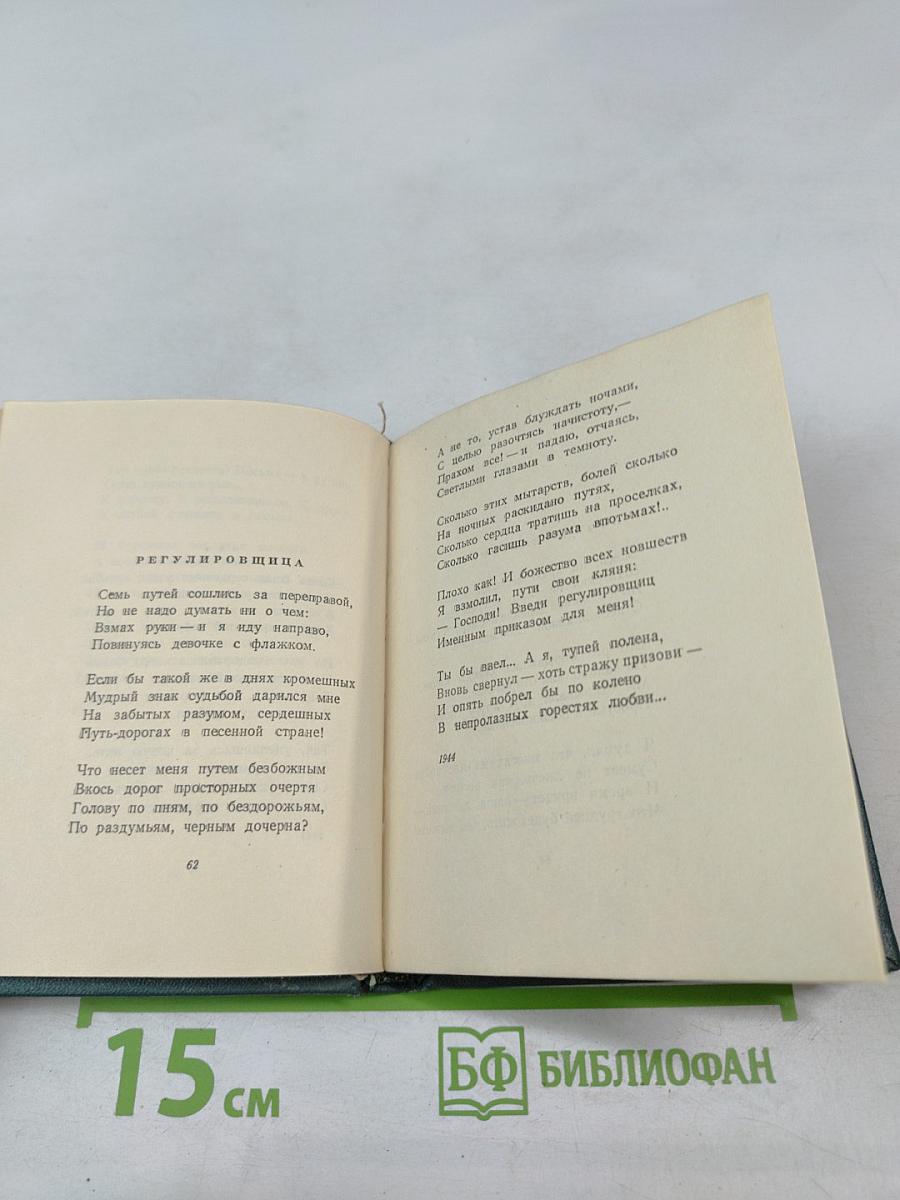 РЕГУЛИРОВЩИЦА
Семь путей сошлись за переправой,
Но не надо думать ни о чем:
Взмах руки — и я иду направо,
Повинуясь девочке с флажком.
Если бы такой же в днях кромешных
Мудрый знак судьбой дарился мне
На забытых разумом, сердешных
Путь-дорогах в песенной стране!
Что несет меня путем безбожным
Вкось дорог просторных очертя
Голову по пням, по бездорожьям,
По раздумьям, черным дочерна?
62
А не то, устав блуждать ночами,
С целью разочтясь начистоту,—
Прахом все! — и падаю, отчаясь,
Светлыми глазами в темноту.
Сколько этих мытарств, болей сколько
На ночных раскидано путях,
Сколько сердца тратишь на проселках,
Сколько гасишь разума впотьмах!..
Плохо как! И божество всех новшеств
Я взмолил, пути свои кляня:
— Господи! Введи регулировщиц
Именным приказом для меня!
Ты бы ввел... А я, тупей полена,
Вновь свернул — хоть стражу призови —
И опять побрел бы по колено
В непролазных горестях любви...
1944
15 см
БФ БИБЛИОФАН